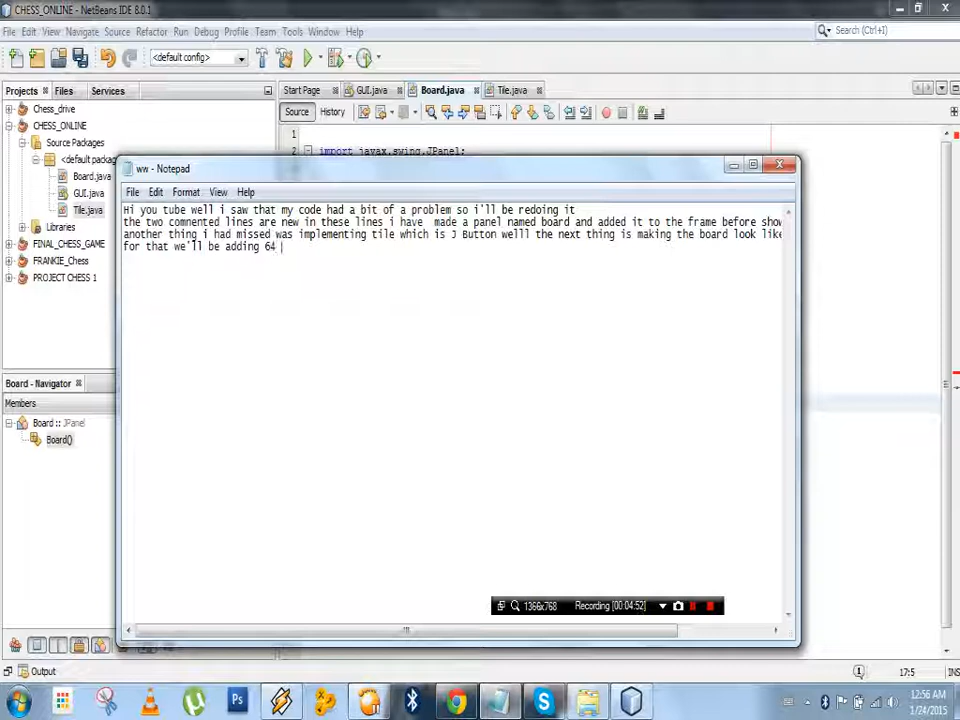 CHESS_ONLINE - NetBeans IDE 8.0.1
File Edit View Navigate Source Refactor Run Debug Profile Team Tools Window Help
Search (Ctrl+I)
<default config>
Projects Files Services
Start Page GUI.java Board.java Tile.java
Source History
Chess_drive
CHESS_ONLINE
Source Packages
<default packag
Board.java
GUI.java
Tile.java
Libraries
FINAL_CHESS_GAME
FRANKIE_Chess
PROJECT CHESS 1
1
2 import javax.swing.JPanel;
ww - Notepad
File Edit Format View Help
Hi you tube well i saw that my code had a bit of a problem so i'll be redoing it
the two comnented lines are new in these lines i have made a panel named board and added it to the frame before show
another thing i had missed was implementing tile which is J Button welll the next thing is making the board look like
for that we'll be adding 64
Board - Navigator
Members
Board :: JPanel
Board()
1366x768 Recording [00:04:52]
Output
17:5 INS
Ps
12:56 AM
1/24/2015